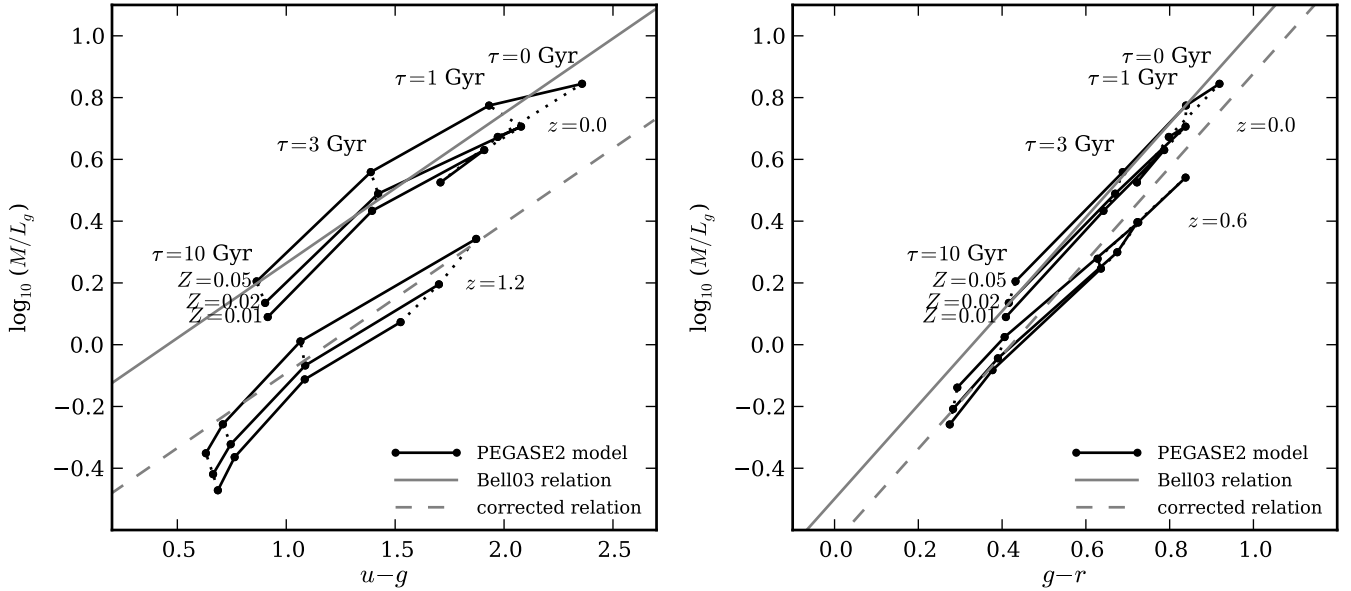 1.0
0.8
0.6
0.4
0.2
0.0
−0.2
−0.4
log₁₀ (M/L_g)
τ=0 Gyr
τ=1 Gyr
τ=3 Gyr
τ=10 Gyr
Z=0.05
Z=0.02
Z=0.01
z=0.0
z=1.2
PEGASE2 model
Bell03 relation
corrected relation
0.5 1.0 1.5 2.0 2.5
u−g
1.0
0.8
0.6
0.4
0.2
0.0
−0.2
−0.4
log₁₀ (M/L_g)
τ=0 Gyr
τ=1 Gyr
τ=3 Gyr
τ=10 Gyr
Z=0.05
Z=0.02
Z=0.01
z=0.0
z=0.6
PEGASE2 model
Bell03 relation
corrected relation
0.0 0.2 0.4 0.6 0.8 1.0
g−r